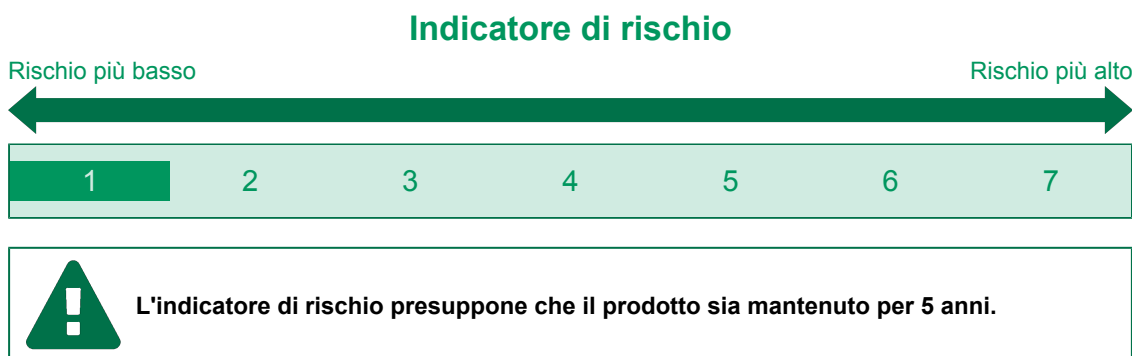 Indicatore di rischio
Rischio più basso Rischio più alto
1 2 3 4 5 6 7
L'indicatore di rischio presuppone che il prodotto sia mantenuto per 5 anni.